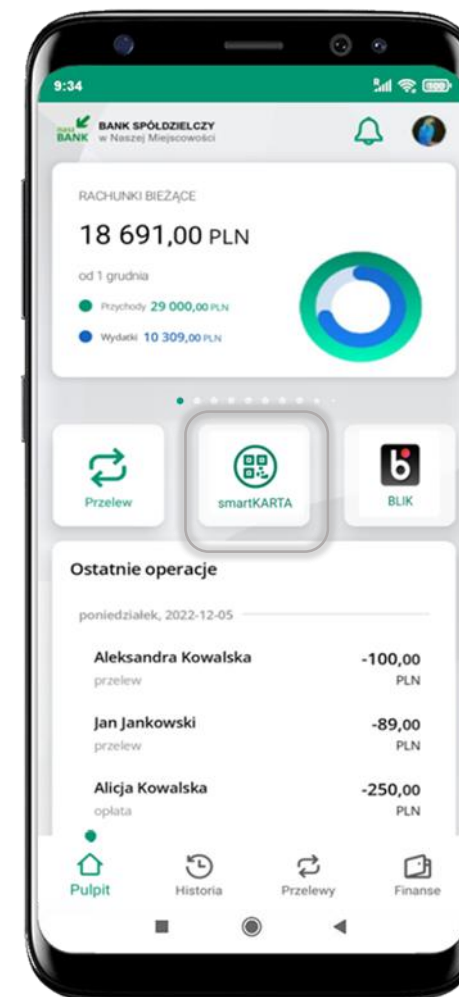 9:34
nasz BANK
BANK SPÓŁDZIELCZY
w Naszej Miejscowości
RACHUNKI BIEŻĄCE
18 691,00 PLN
od 1 grudnia
Przychody 29 000,00 PLN
Wydatki 10 309,00 PLN
Przelew
smartKARTA
BLIK
Ostatnie operacje
poniedziałek, 2022-12-05
Aleksandra Kowalska -100,00
przelew PLN
Jan Jankowski -89,00
przelew PLN
Alicja Kowalska -250,00
opłata PLN
Pulpit
Historia
Przelewy
Finanse